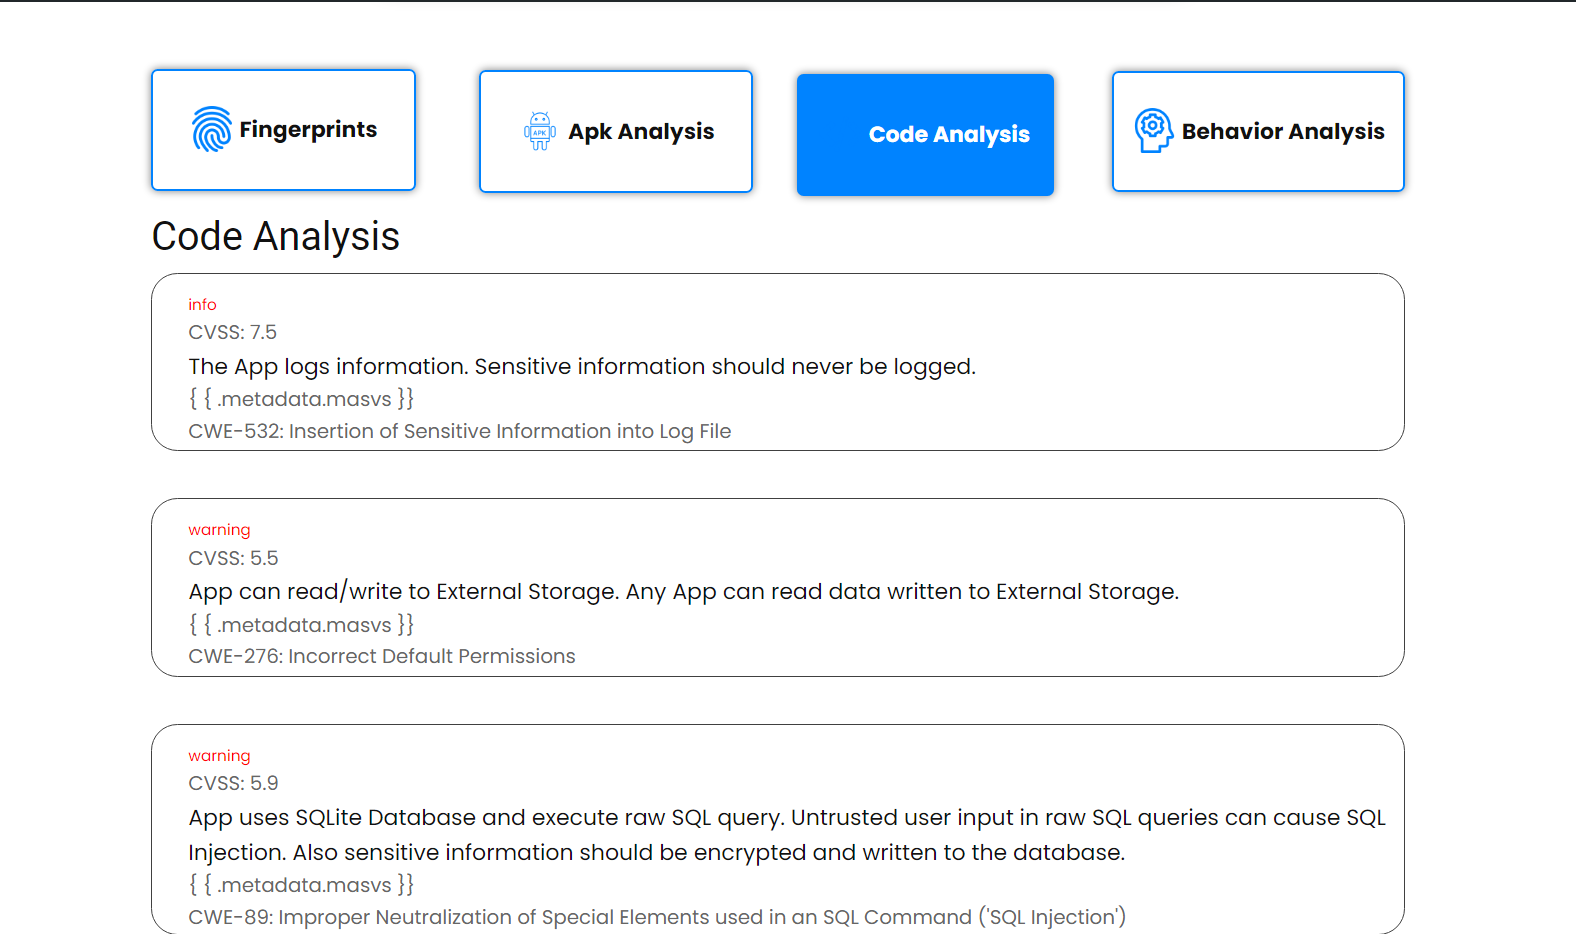 Fingerprints
APK
Apk Analysis
Code Analysis
Behavior Analysis
Code Analysis
info
CVSS: 7.5
The App logs information. Sensitive information should never be logged.
{ { .metadata.masvs }}
CWE-532: Insertion of Sensitive Information into Log File
warning
CVSS: 5.5
App can read/write to External Storage. Any App can read data written to External Storage.
{ { .metadata.masvs }}
CWE-276: Incorrect Default Permissions
warning
CVSS: 5.9
App uses SQLite Database and execute raw SQL query. Untrusted user input in raw SQL queries can cause SQL
Injection. Also sensitive information should be encrypted and written to the database.
{ { .metadata.masvs }}
CWE-89: Improper Neutralization of Special Elements used in an SQL Command ('SQL Injection')